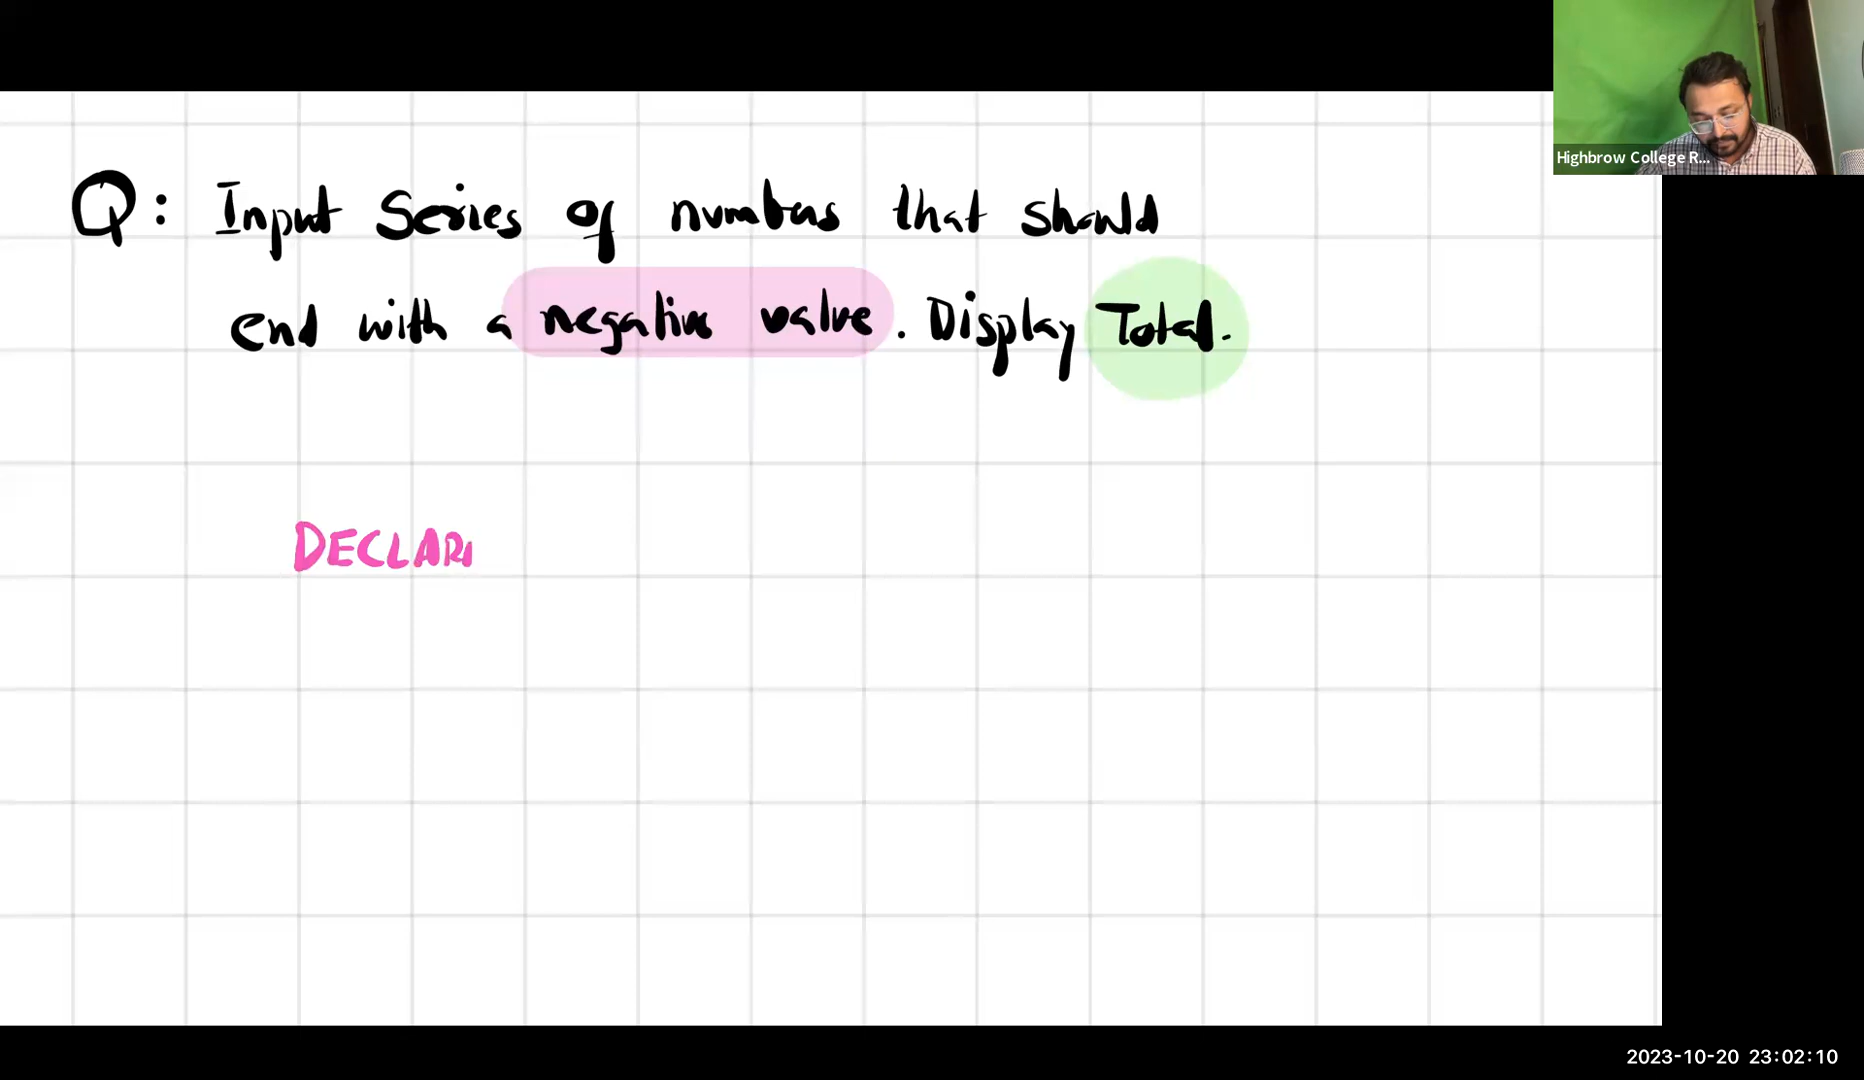 Highbrow College R...
Q: Input Series of numbers that should
end with a negative value. Display Total.
DECLAR
2023-10-20 23:02:10